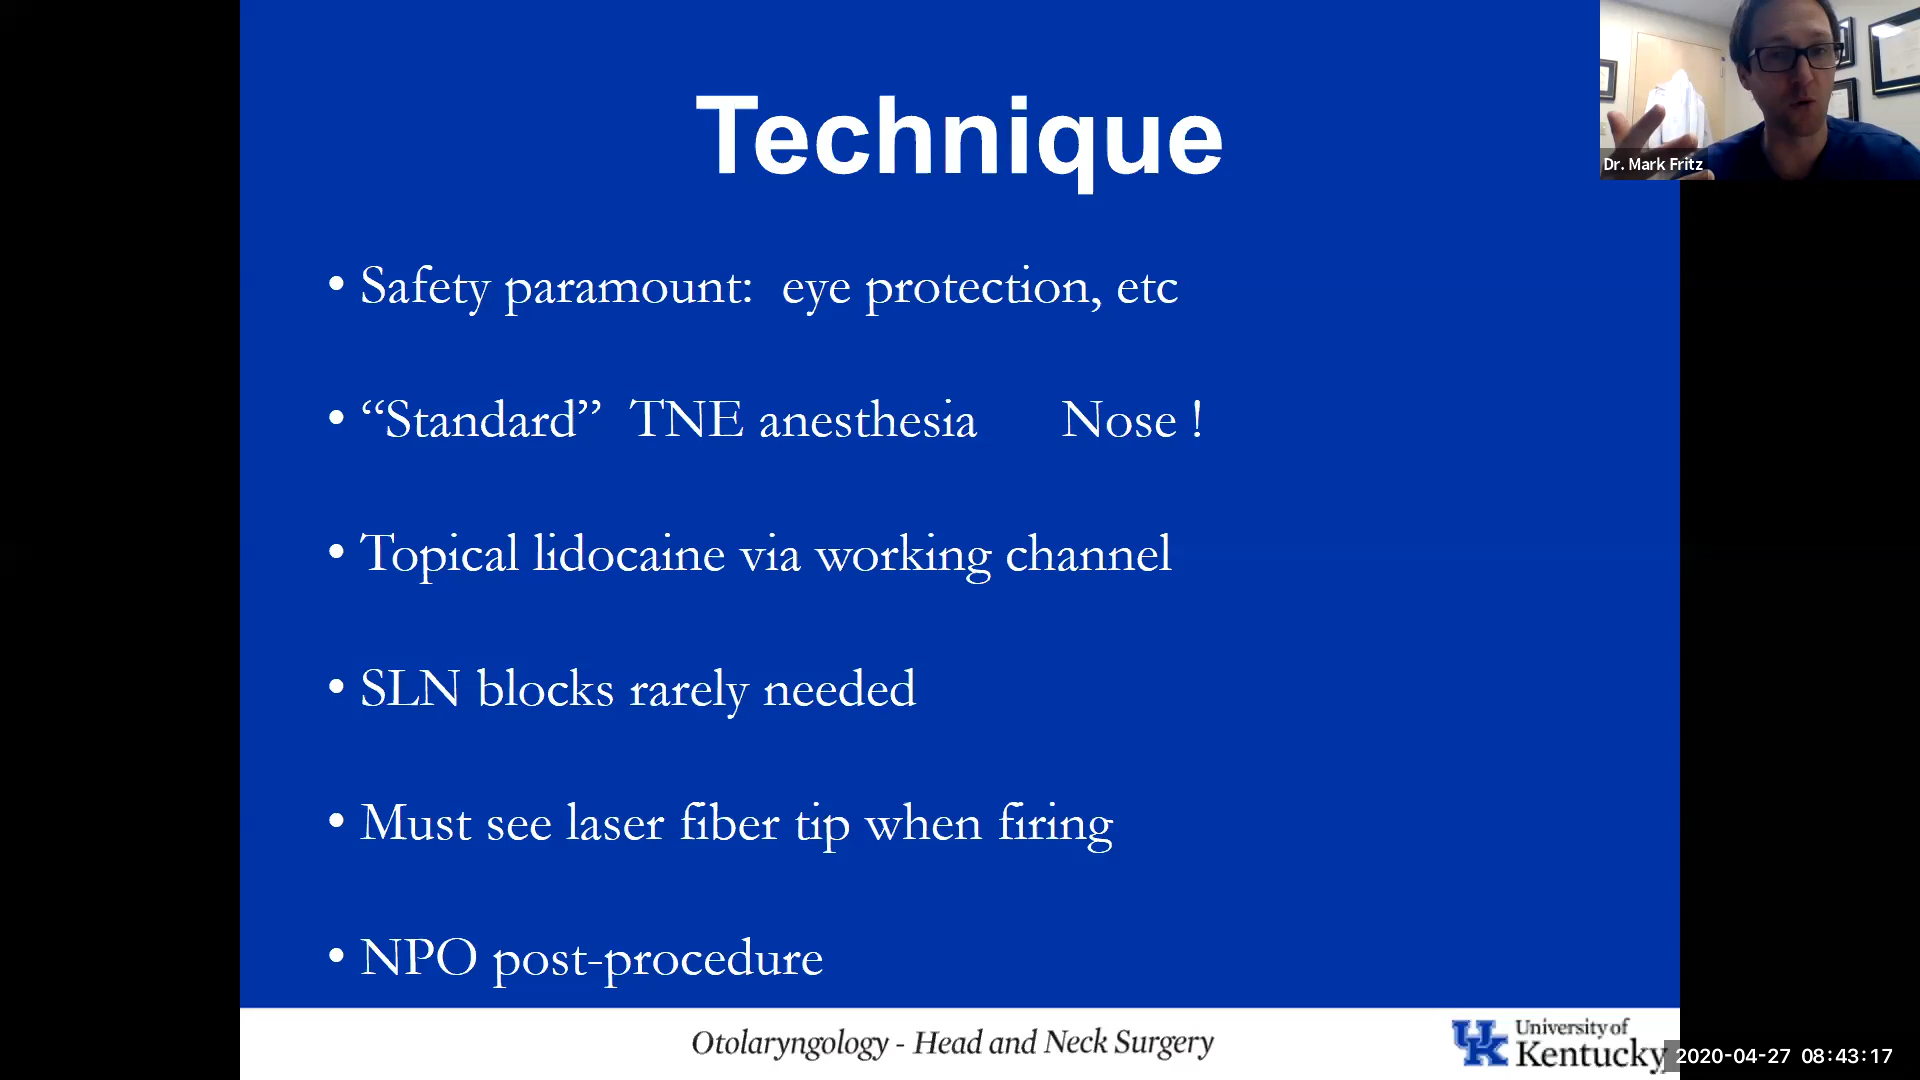 Technique
Dr. Mark Fritz
• Safety paramount:  eye protection, etc
• “Standard”  TNE anesthesia      Nose !
• Topical lidocaine via working channel
• SLN blocks rarely needed
• Must see laser fiber tip when firing
• NPO post-procedure
Otolaryngology - Head and Neck Surgery
UK
University of
Kentucky
2020-04-27 08:43:17